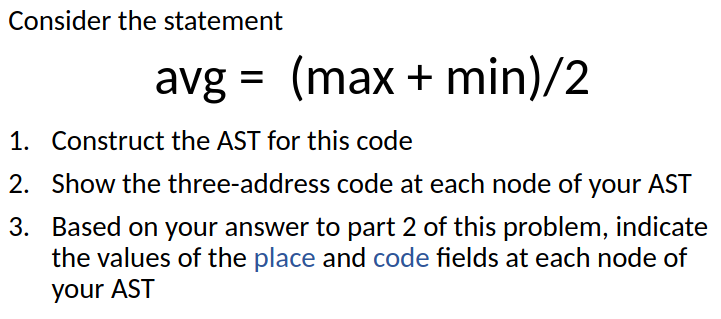 Consider the statement
avg = (max + min)/2
1. Construct the AST for this code
2. Show the three-address code at each node of your AST
3. Based on your answer to part 2 of this problem, indicate
the values of the place and code fields at each node of
your AST